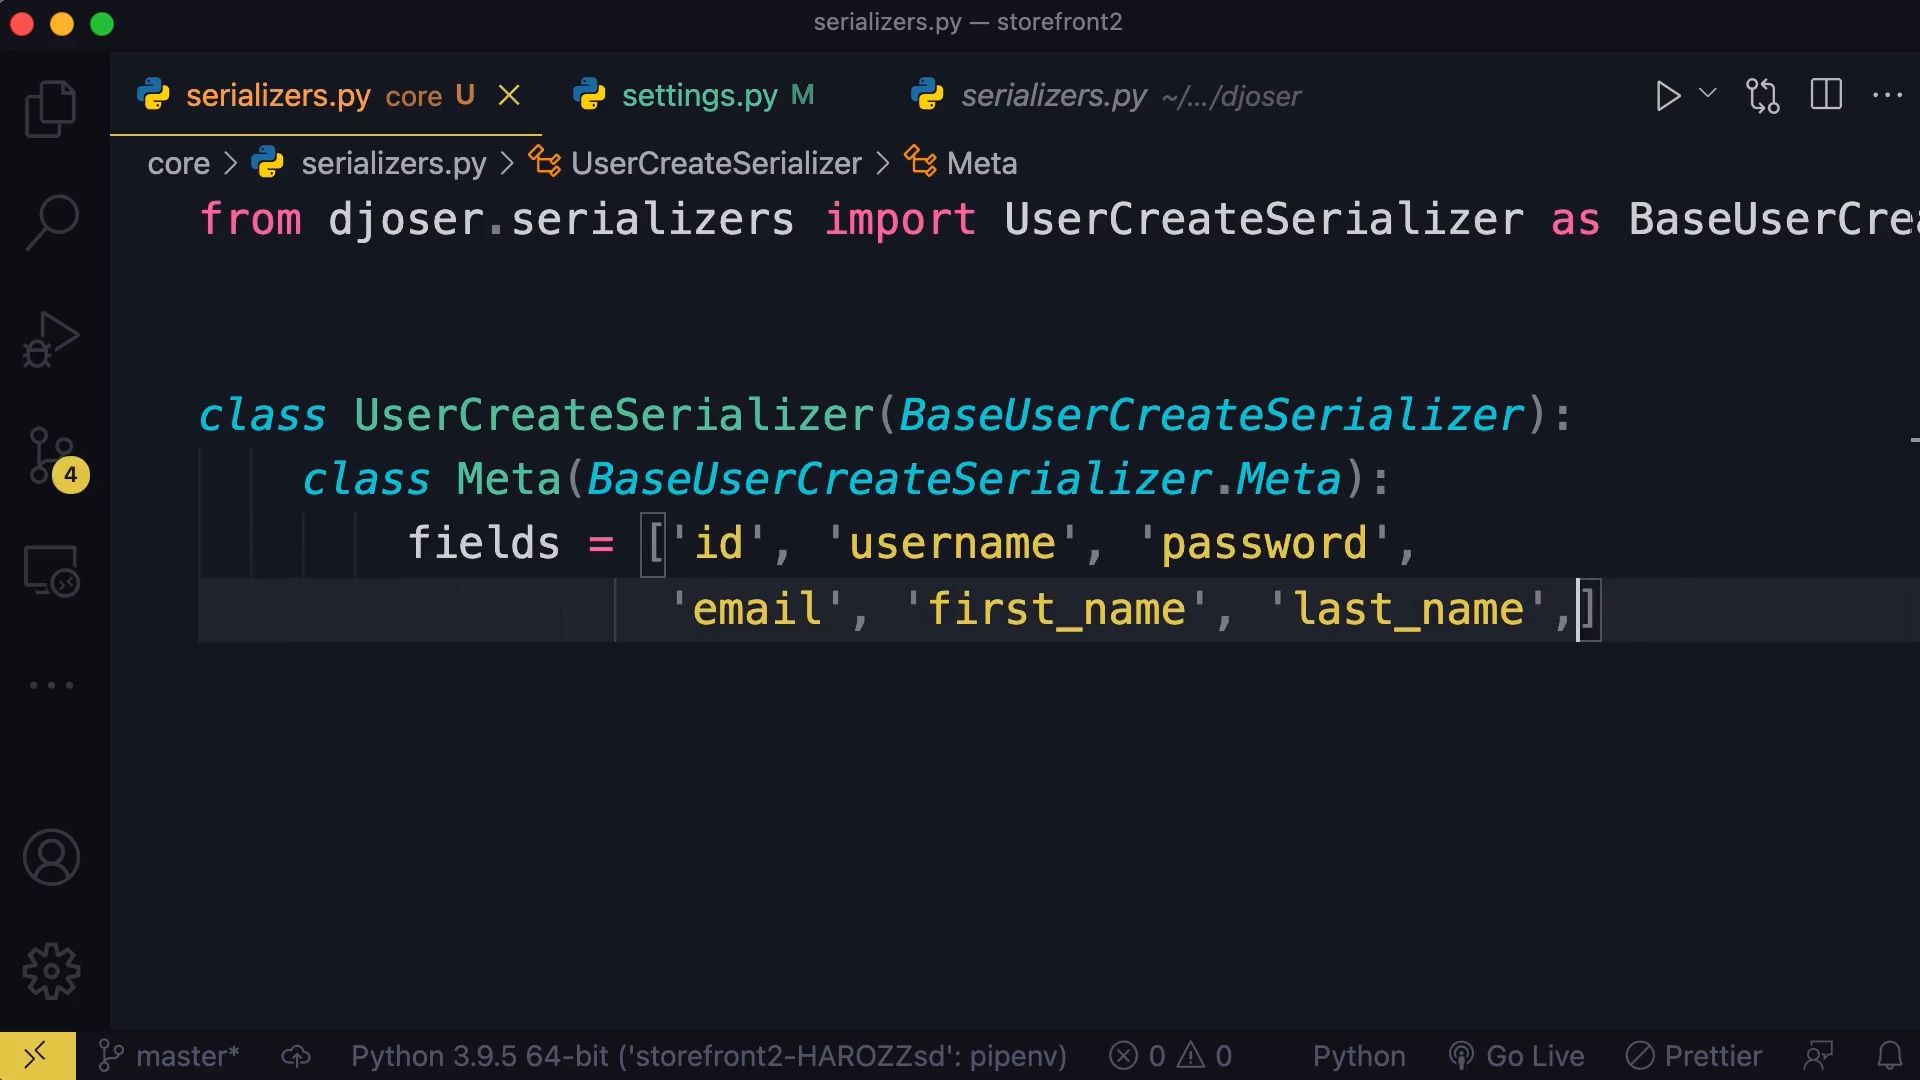 serializers.py — storefront2
serializers.py core U settings.py M serializers.py ~/.../djoser
core > serializers.py > UserCreateSerializer > Meta
from djoser.serializers import UserCreateSerializer as BaseUserCrea
class UserCreateSerializer(BaseUserCreateSerializer):
class Meta(BaseUserCreateSerializer.Meta):
fields = ['id', 'username', 'password',
'email', 'first_name', 'last_name',]
4
master* Python 3.9.5 64-bit ('storefront2-HAROZZsd': pipenv) 0 0 Python Go Live Prettier